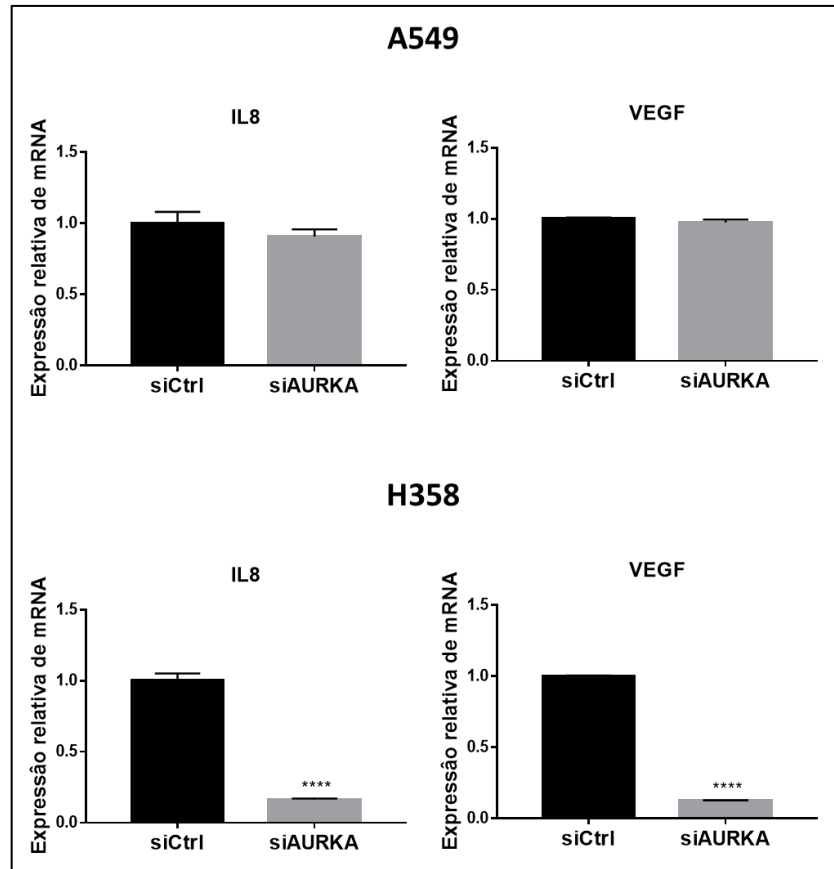 A549
IL8
Expressão relativa de mRNA
1.5
1.0
0.5
0.0
siCtrl
siAURKA
VEGF
Expressão relativa de mRNA
1.5
1.0
0.5
0.0
siCtrl
siAURKA
H358
IL8
Expressão relativa de mRNA
1.5
1.0
0.5
0.0
****
siCtrl
siAURKA
VEGF
Expressão relativa de mRNA
1.5
1.0
0.5
0.0
****
siCtrl
siAURKA